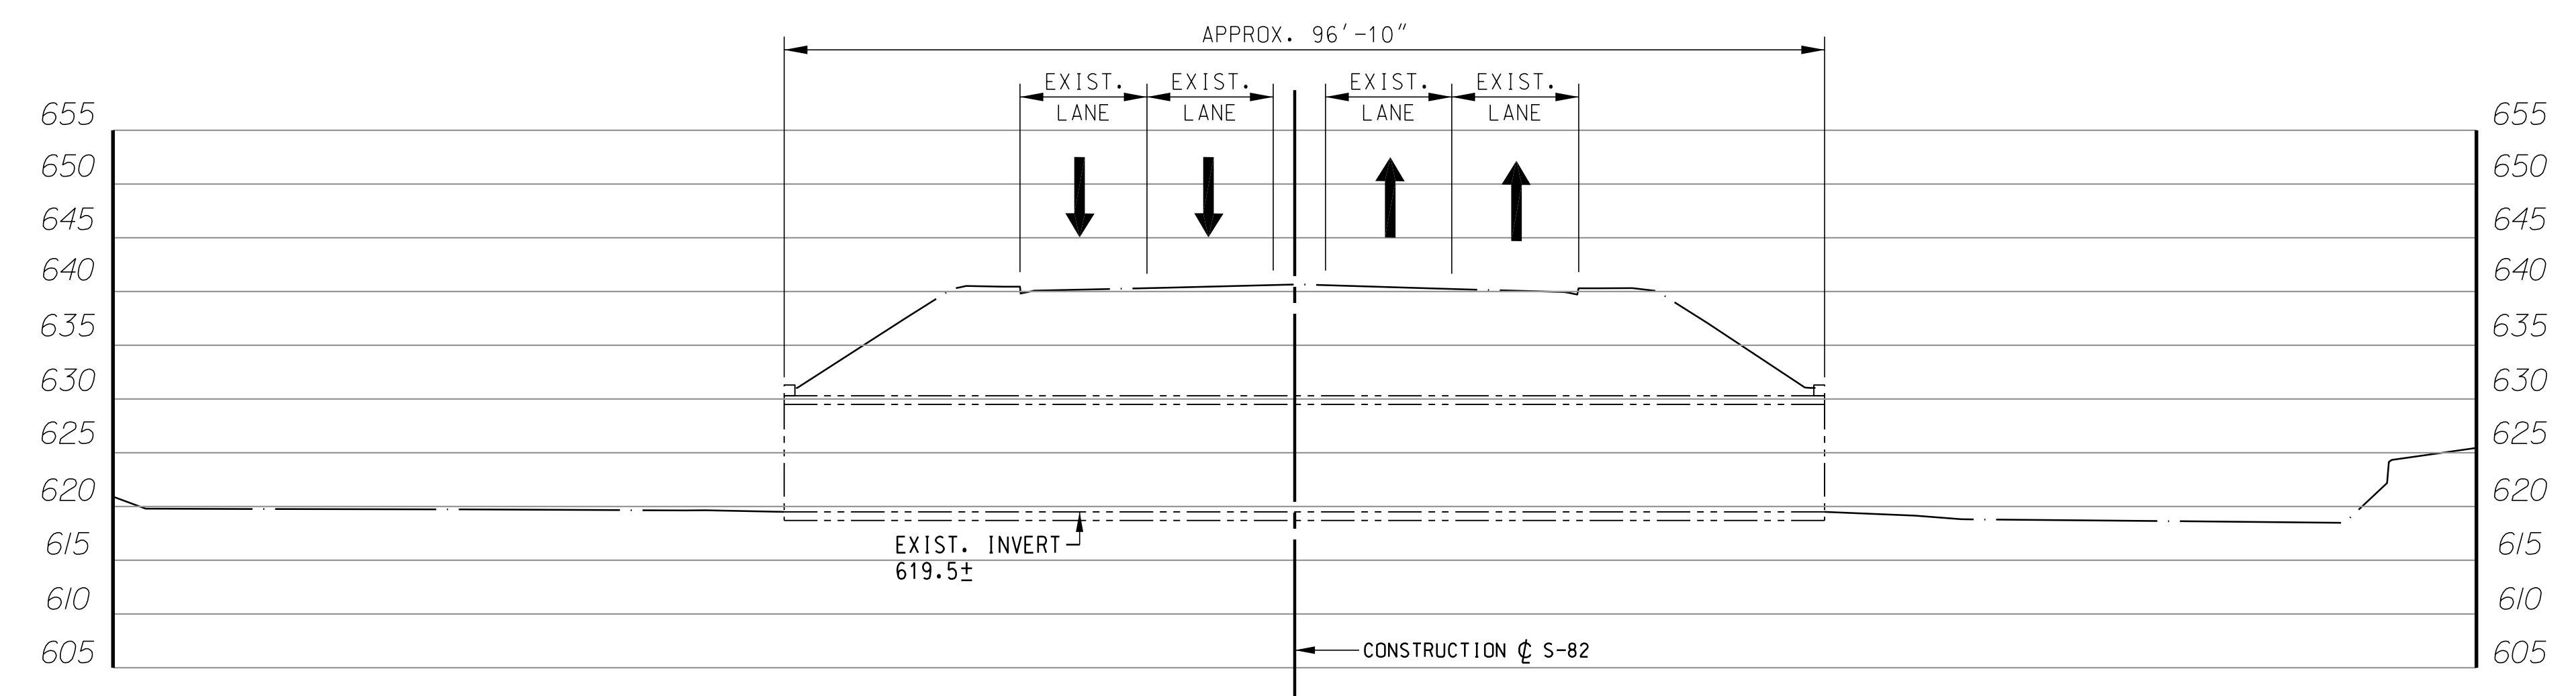 APPROX. 96'-10"
EXIST. EXIST. EXIST. EXIST.
LANE LANE LANE LANE
655 655
650 650
645 645
640 640
635 635
630 630
625 625
620 620
615 615
EXIST. INVERT
619.5±
610 610
605 605
CONSTRUCTION ℄ S-82